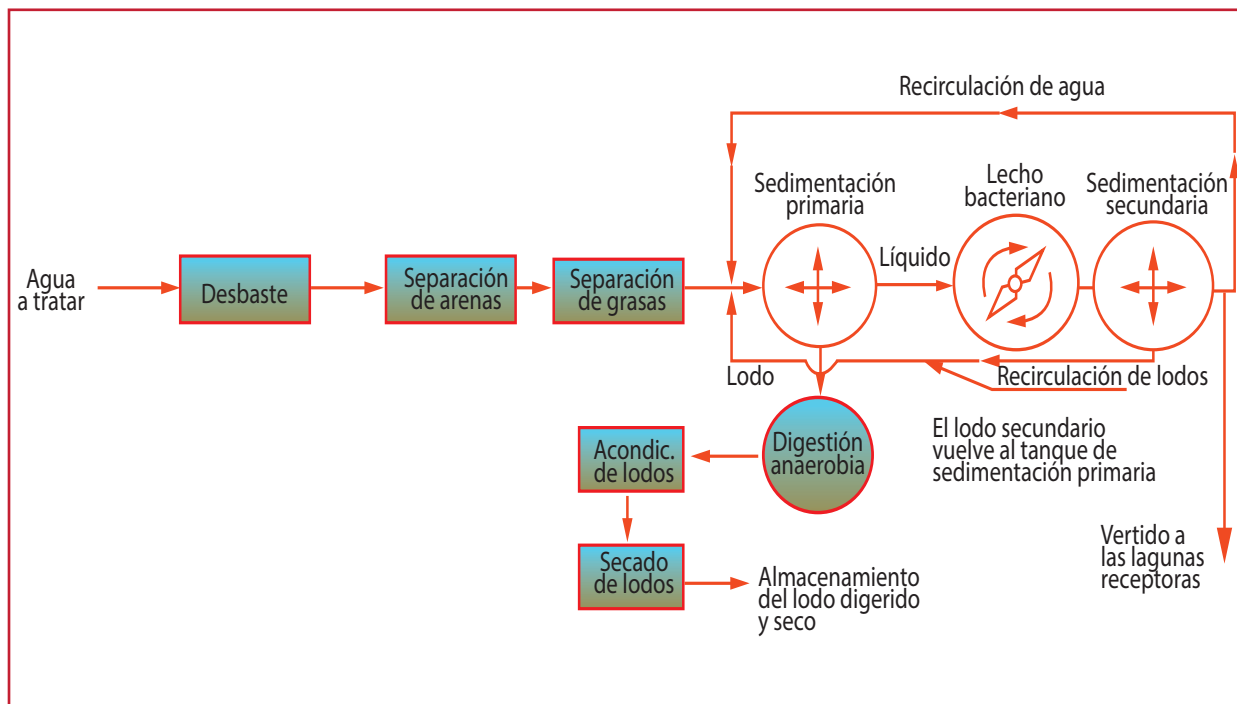 Recirculación de agua
Sedimentación
primaria
Lecho
bacteriano
Sedimentación
secundaria
Agua
a tratar
Desbaste
Separación
de arenas
Separación
de grasas
Líquido
Lodo
Recirculación de lodos
El lodo secundario
vuelve al tanque de
sedimentación primaria
Digestión
anaerobia
Acondic.
de lodos
Secado
de lodos
Almacenamiento
del lodo digerido
y seco
Vertido a
las lagunas
receptoras